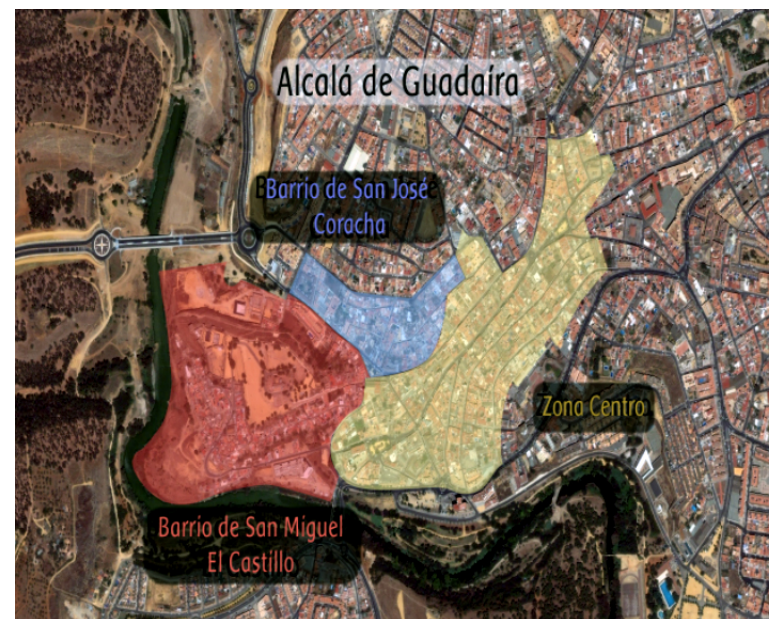 Alcalá de Guadaíra
Barrio de San José
Coracha
Zona Centro
Barrio de San Miguel
El Castillo